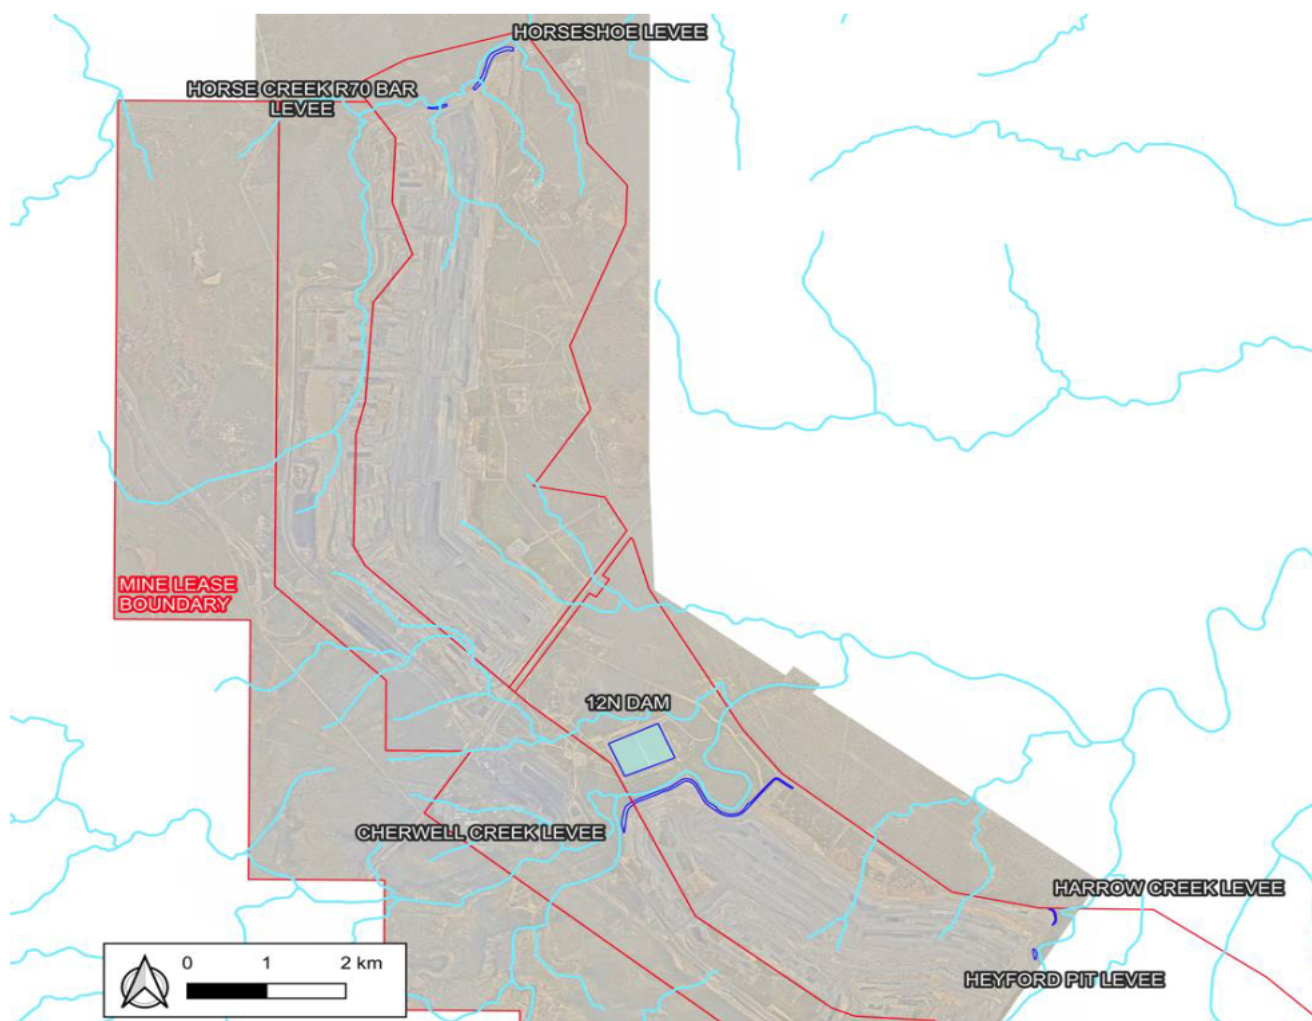 HORSESHOE LEVEE
HORSE CREEK R70 BAR
LEVEE
MINE LEASE
BOUNDARY
12N DAM
CHERWELL CREEK LEVEE
HARROW CREEK LEVEE
HEYFORD PIT LEVEE
0 1 2 km